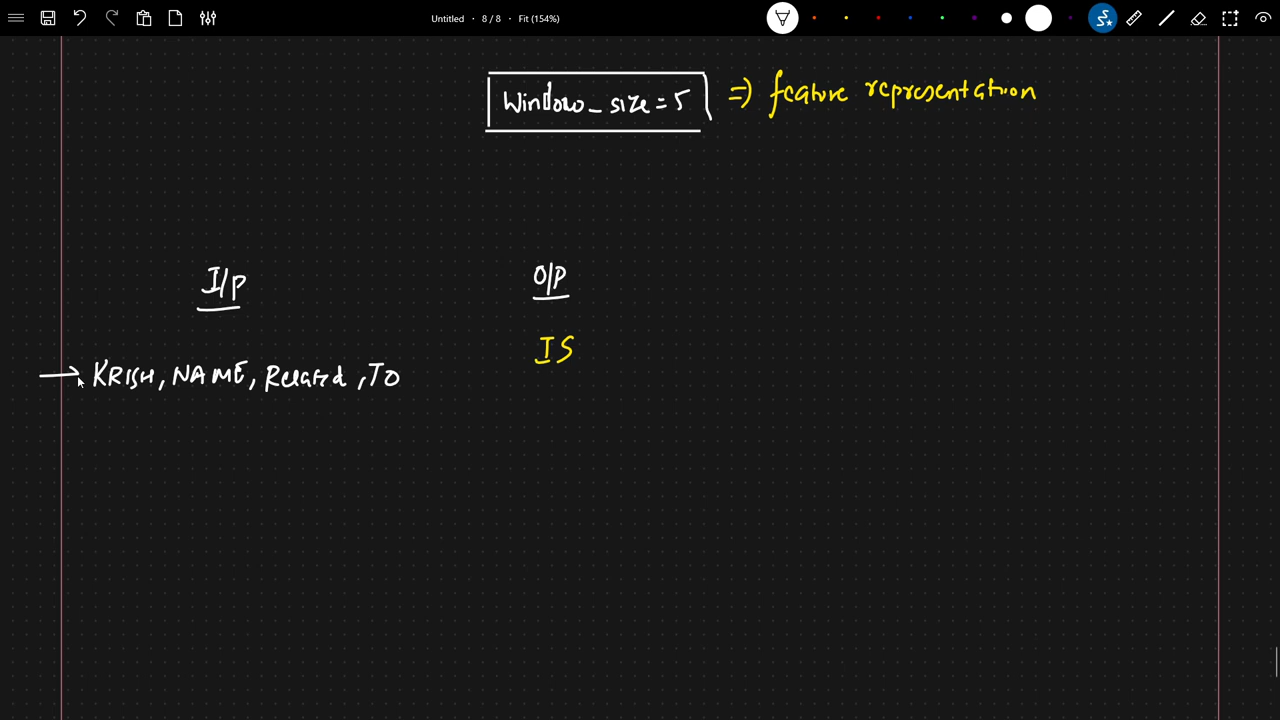 Untitled • 8 / 8 • Fit (154%)
Window_size = 5 => feature representation
I/P O/P
IS
→ KRISH, NAME, Related, TO